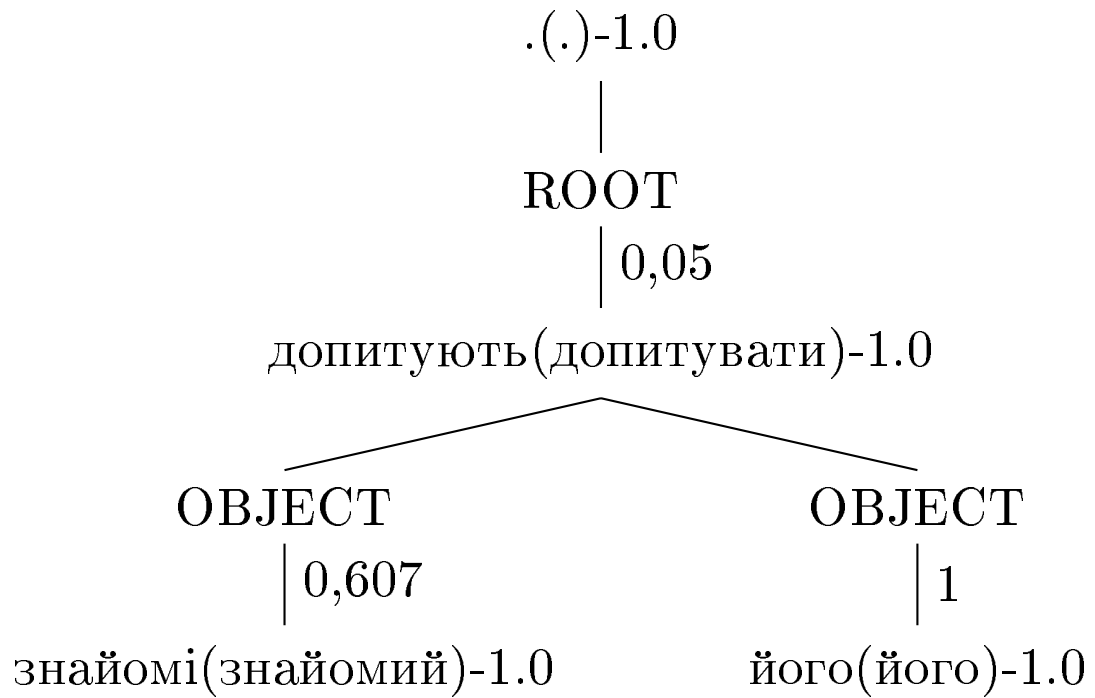 .(.)-1.0
ROOT
0,05
допитують(допитувати)-1.0
OBJECT OBJECT
0,607 1
знайомі(знайомий)-1.0 його(його)-1.0